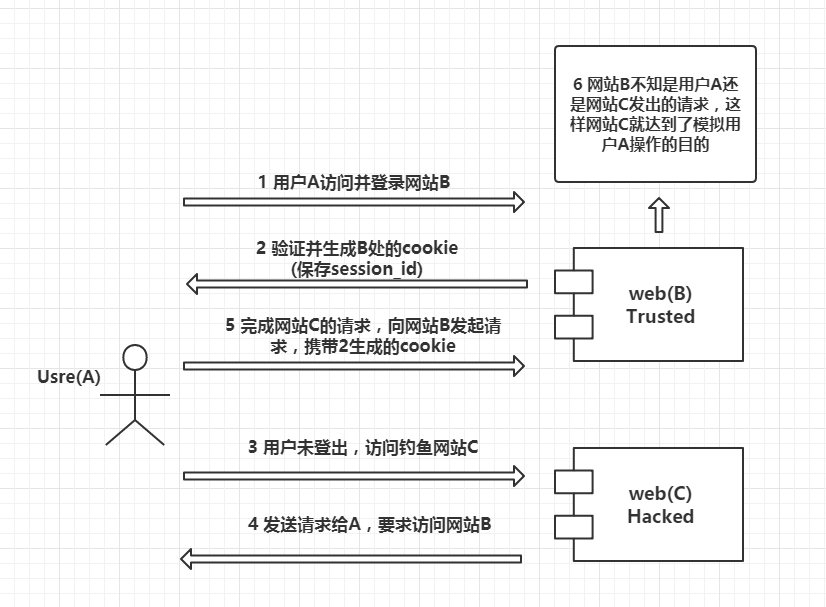 6 网站B不知是用户A还
是网站C发出的请求，这
样网站C就达到了模拟用
户A操作的目的
1 用户A访问并登录网站B
2 验证并生成B处的cookie
(保存session_id)
web(B)
Trusted
5 完成网站C的请求，向网站B发起请
求，携带2生成的cookie
Usre(A)
3 用户未登出，访问钓鱼网站C
web(C)
Hacked
4 发送请求给A，要求访问网站B